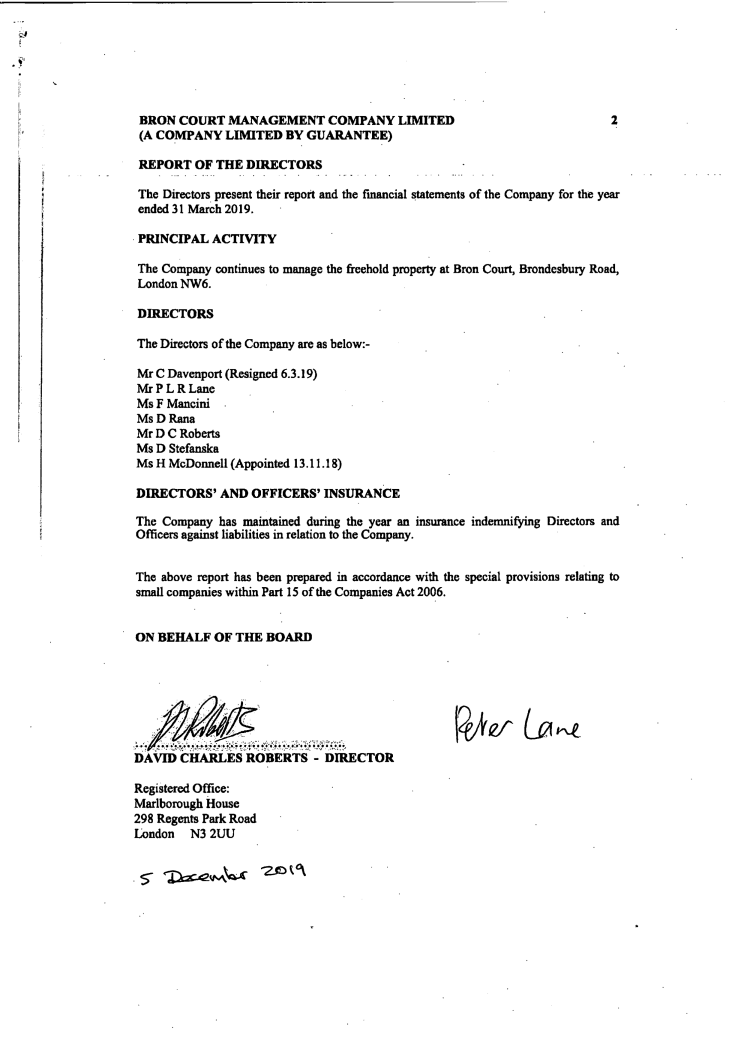 BRON COURT MANAGEMENT COMPANY LIMITED 2
(A COMPANY LIMITED BY GUARANTEE)
REPORT OF THE DIRECTORS
The Directors present their report and the financial statements of the Company for the year
ended 31 March 2019.
PRINCIPAL ACTIVITY
The Company continues to manage the freehold property at Bron Court, Brondesbury Road,
London NW6.
DIRECTORS
The Directors of the Company are as below:-
Mr C Davenport (Resigned 6.3.19)
Mr P L R Lane
Ms F Mancini
Ms D Rana
Mr D C Roberts
Ms D Stefanska
Ms H McDonnell (Appointed 13.11.18)
DIRECTORS' AND OFFICERS' INSURANCE
The Company has maintained during the year an insurance indemnifying Directors and
Officers against liabilities in relation to the Company.
The above report has been prepared in accordance with the special provisions relating to
small companies within Part 15 of the Companies Act 2006.
ON BEHALF OF THE BOARD
Peter Lane
DAVID CHARLES ROBERTS - DIRECTOR
Registered Office:
Marlborough House
298 Regents Park Road
London N3 2UU
5 December 2019